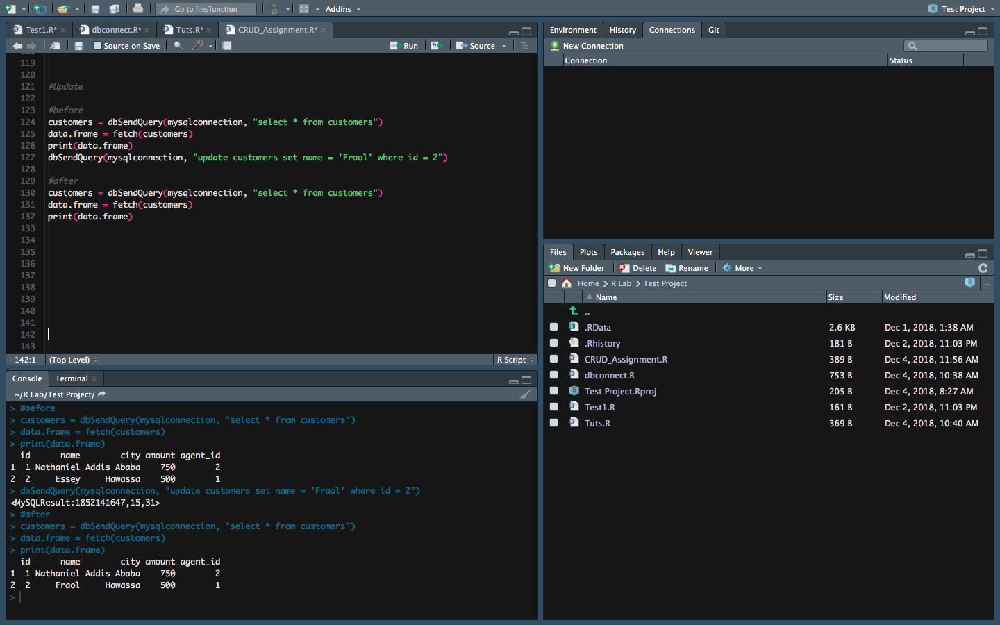 Go to file/function
Addins
Test Project
Test1.R*
dbconnect.R*
Tuts.R*
CRUD_Assignment.R*
Source on Save
Run
Source
119
120
121 #Update
122
123 #before
124 customers = dbSendQuery(mysqlconnection, "select * from customers")
125 data.frame = fetch(customers)
126 print(data.frame)
127 dbSendQuery(mysqlconnection, "update customers set name = 'Fraol' where id = 2")
128
129 #after
130 customers = dbSendQuery(mysqlconnection, "select * from customers")
131 data.frame = fetch(customers)
132 print(data.frame)
133
134
135
136
137
138
139
140
141
142
143
142:1 (Top Level) R Script
Console Terminal
~/R Lab/Test Project/
> #before
> customers = dbSendQuery(mysqlconnection, "select * from customers")
> data.frame = fetch(customers)
> print(data.frame)
id name city amount agent_id
1 1 Nathaniel Addis Ababa 750 2
2 2 Essey Hawassa 500 1
> dbSendQuery(mysqlconnection, "update customers set name = 'Fraol' where id = 2")
<MySQLResult:1852141647,15,31>
> #after
> customers = dbSendQuery(mysqlconnection, "select * from customers")
> data.frame = fetch(customers)
> print(data.frame)
id name city amount agent_id
1 1 Nathaniel Addis Ababa 750 2
2 2 Fraol Hawassa 500 1
>
Environment History Connections Git
New Connection
Connection Status
Files Plots Packages Help Viewer
New Folder Delete Rename More
Home R Lab Test Project ...
Name Size Modified
..
.RData 2.6 KB Dec 1, 2018, 1:38 AM
.Rhistory 181 B Dec 2, 2018, 11:03 PM
CRUD_Assignment.R 389 B Dec 4, 2018, 11:56 AM
dbconnect.R 753 B Dec 4, 2018, 10:38 AM
Test Project.Rproj 205 B Dec 4, 2018, 8:27 AM
Test1.R 161 B Dec 2, 2018, 11:03 PM
Tuts.R 369 B Dec 4, 2018, 10:40 AM